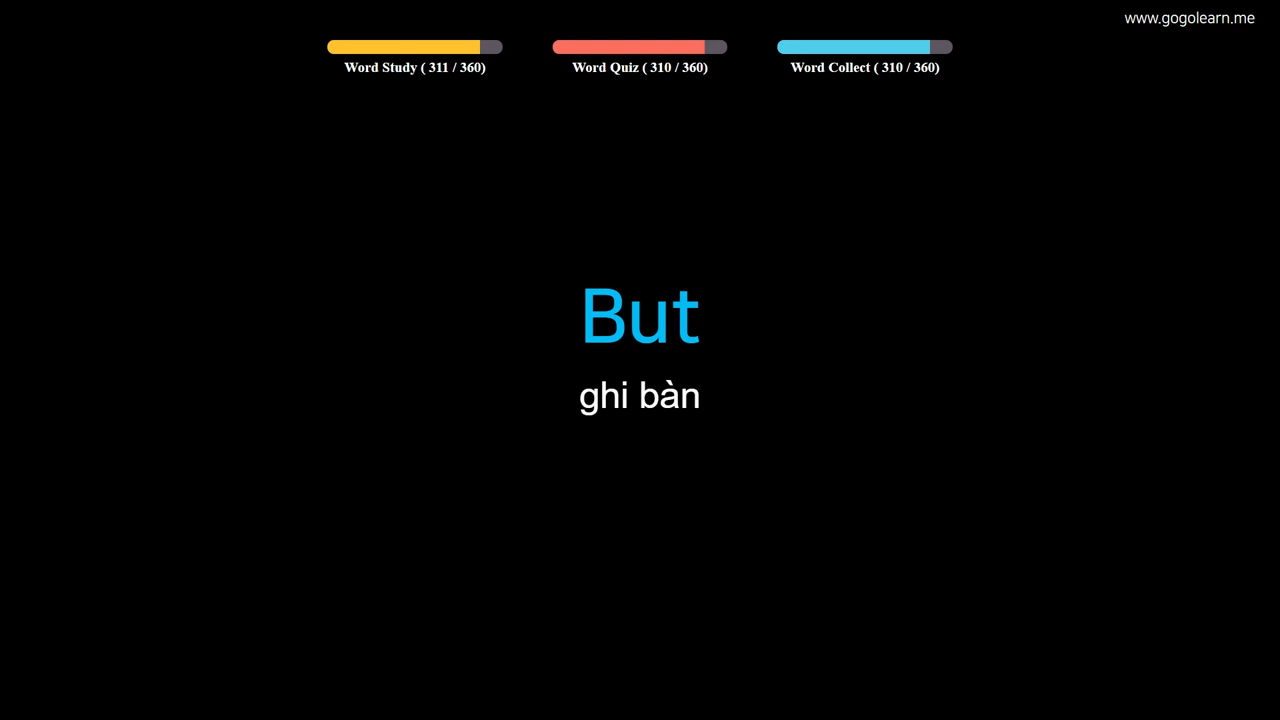 www.gogolearn.me
Word Study ( 311 / 360)
Word Quiz ( 310 / 360)
Word Collect ( 310 / 360)
But
ghi bàn